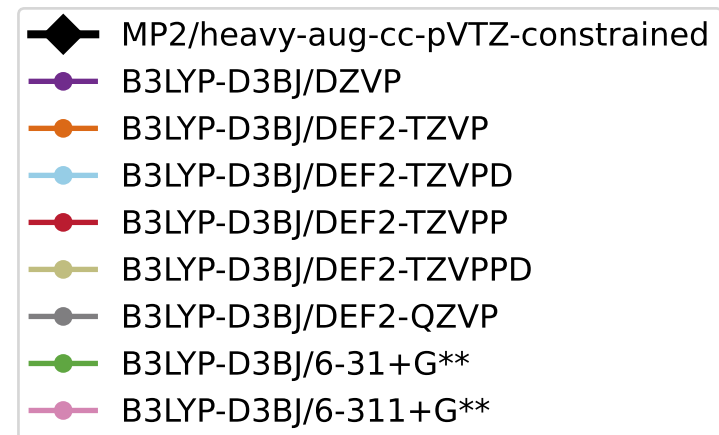 MP2/heavy-aug-cc-pVTZ-constrained
B3LYP-D3BJ/DZVP
B3LYP-D3BJ/DEF2-TZVP
B3LYP-D3BJ/DEF2-TZVPD
B3LYP-D3BJ/DEF2-TZVPP
B3LYP-D3BJ/DEF2-TZVPPD
B3LYP-D3BJ/DEF2-QZVP
B3LYP-D3BJ/6-31+G**
B3LYP-D3BJ/6-311+G**